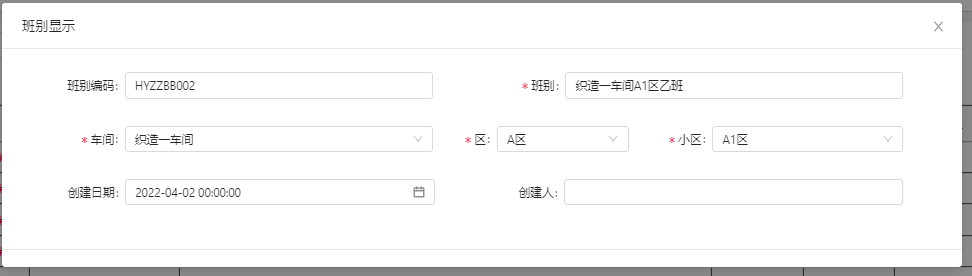 班别显示
班别编码: HYZZBB002 * 班别: 织造一车间A1区乙班
* 车间: 织造一车间 * 区: A区 * 小区: A1区
创建日期: 2022-04-02 00:00:00 创建人: